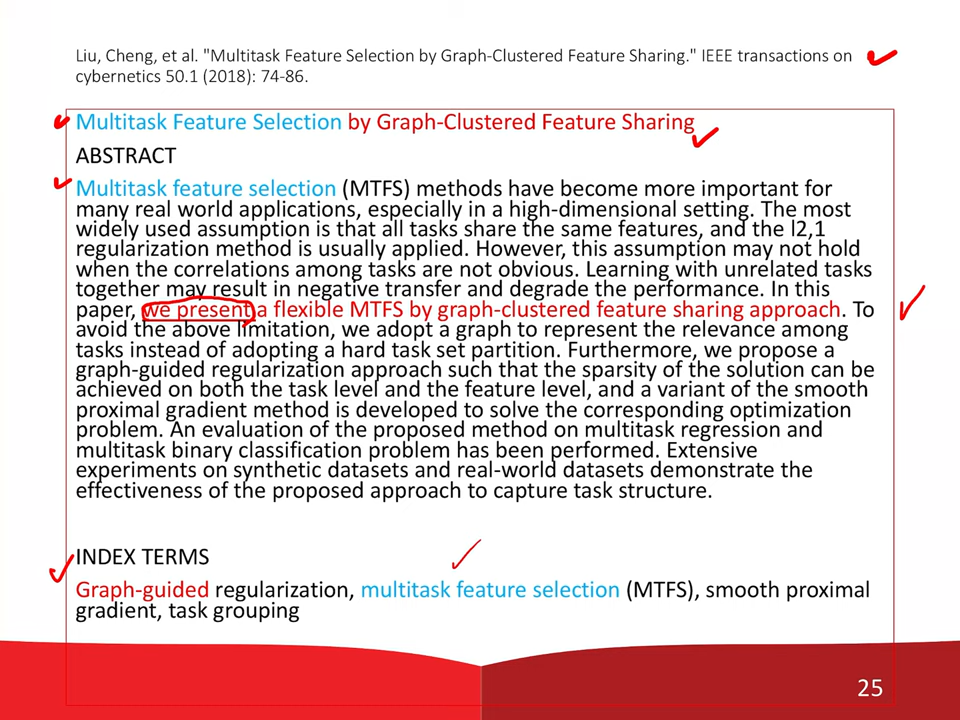 Liu, Cheng, et al. "Multitask Feature Selection by Graph-Clustered Feature Sharing." IEEE transactions on
cybernetics 50.1 (2018): 74-86.
Multitask Feature Selection by Graph-Clustered Feature Sharing
ABSTRACT
Multitask feature selection (MTFS) methods have become more important for
many real world applications, especially in a high-dimensional setting. The most
widely used assumption is that all tasks share the same features, and the l2,1
regularization method is usually applied. However, this assumption may not hold
when the correlations among tasks are not obvious. Learning with unrelated tasks
together may result in negative transfer and degrade the performance. In this
paper, we present a flexible MTFS by graph-clustered feature sharing approach. To
avoid the above limitation, we adopt a graph to represent the relevance among
tasks instead of adopting a hard task set partition. Furthermore, we propose a
graph-guided regularization approach such that the sparsity of the solution can be
achieved on both the task level and the feature level, and a variant of the smooth
proximal gradient method is developed to solve the corresponding optimization
problem. An evaluation of the proposed method on multitask regression and
multitask binary classification problem has been performed. Extensive
experiments on synthetic datasets and real-world datasets demonstrate the
effectiveness of the proposed approach to capture task structure.
INDEX TERMS
Graph-guided regularization, multitask feature selection (MTFS), smooth proximal
gradient, task grouping
25